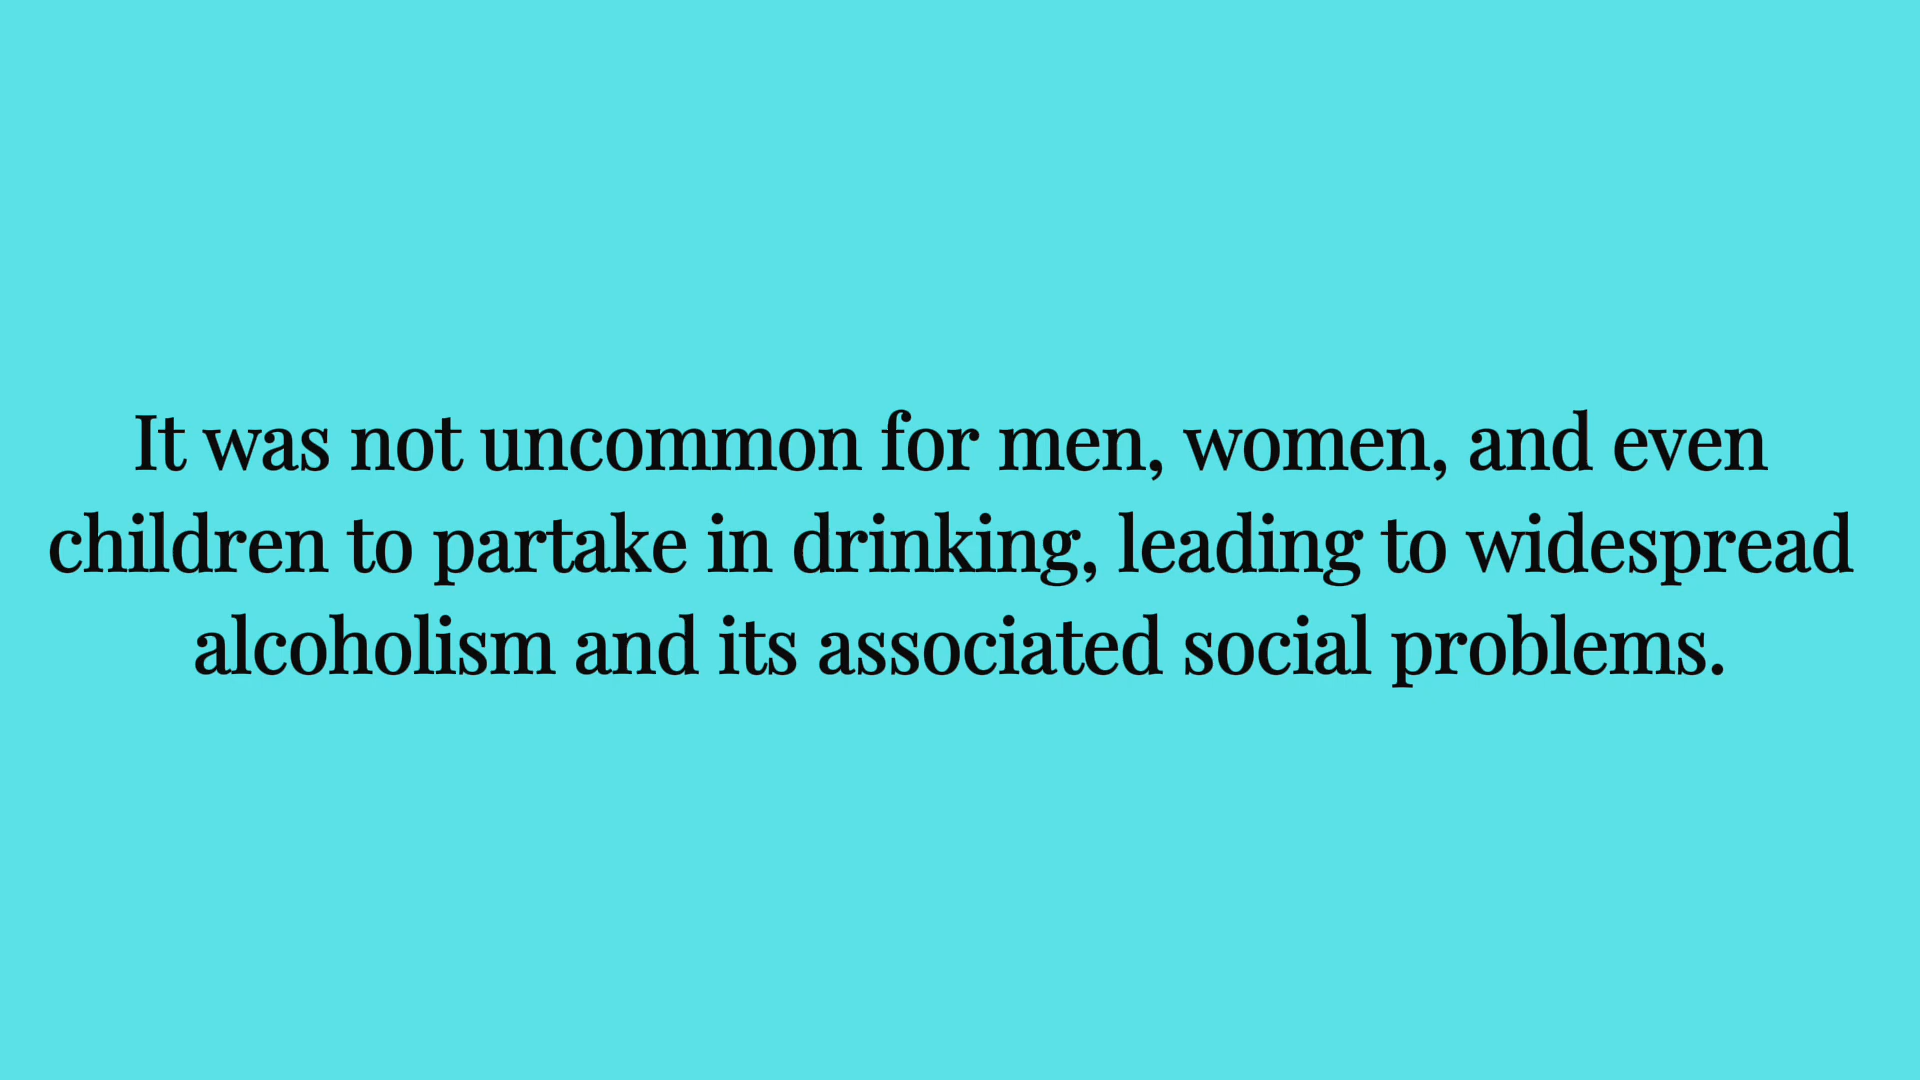 It was not uncommon for men, women, and even
children to partake in drinking, leading to widespread
alcoholism and its associated social problems.